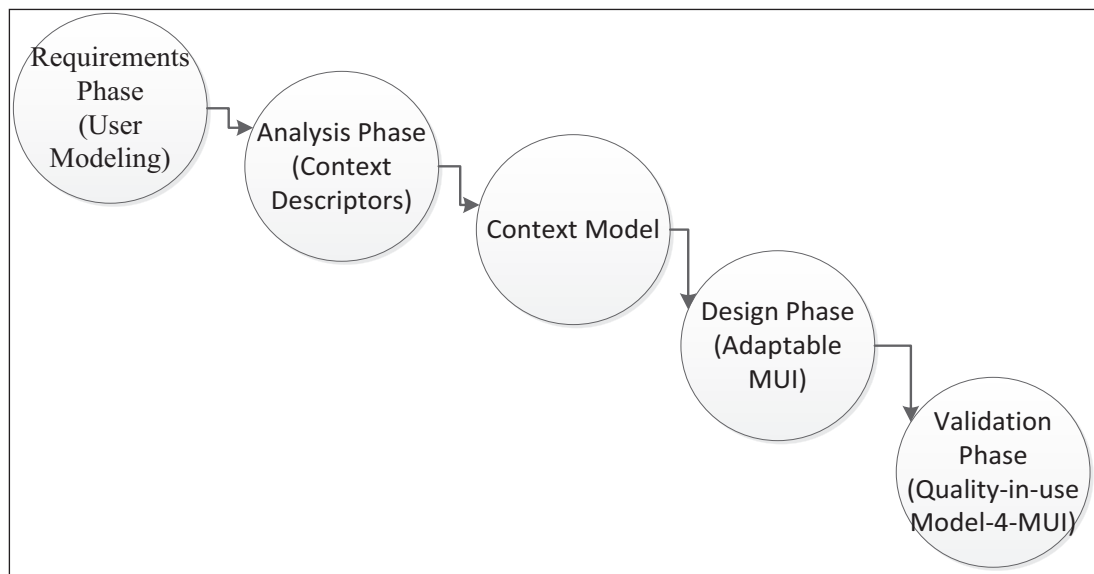 Requirements
Phase
(User
Modeling)
Analysis Phase
(Context
Descriptors)
Context Model
Design Phase
(Adaptable
MUI)
Validation
Phase
(Quality-in-use
Model-4-MUI)